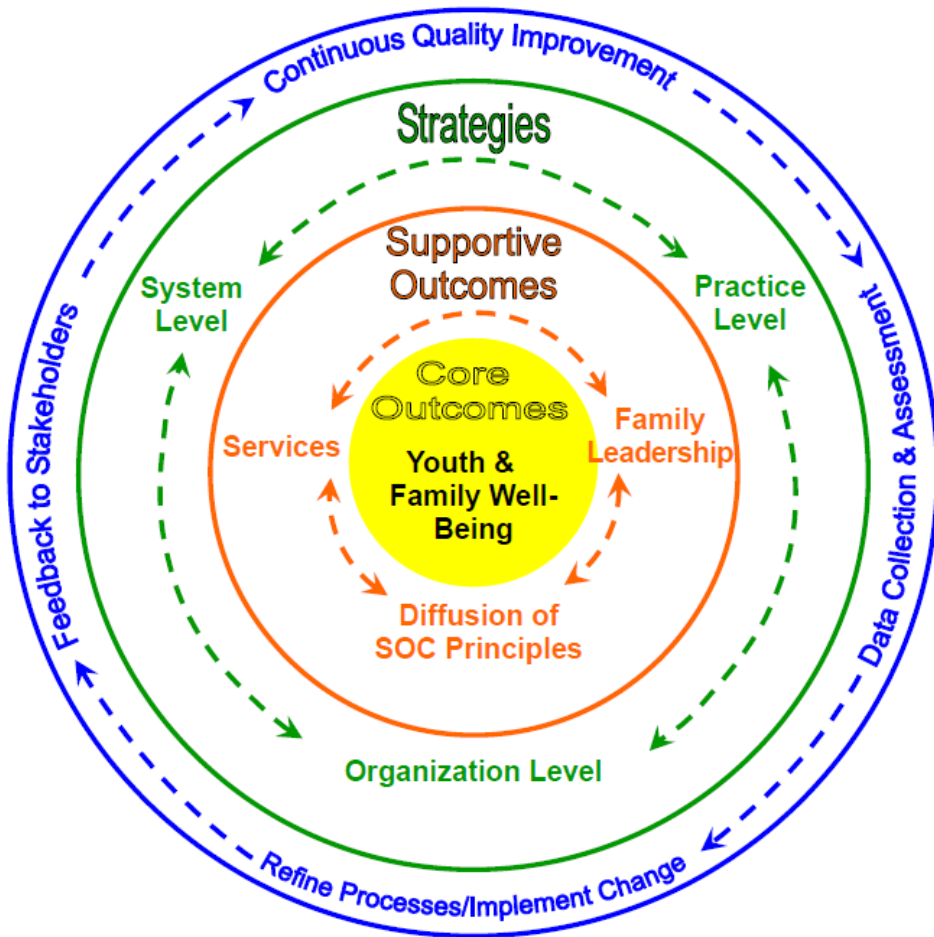 Continuous Quality Improvement
Strategies
Supportive
Outcomes
System
Level
Practice
Level
Core
Outcomes
Services
Family
Leadership
Youth &
Family Well-
Being
Diffusion of
SOC Principles
Organization Level
Data Collection & Assessment
Refine Processes/Implement Change
Feedback to Stakeholders